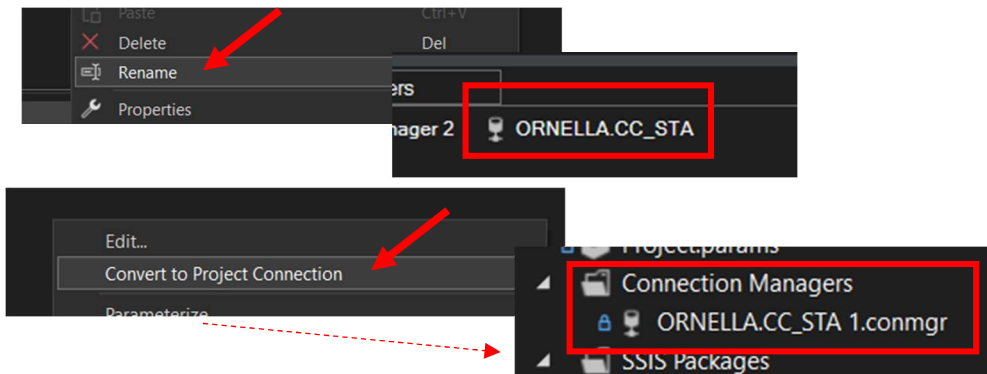 Paste Ctrl+V
Delete Del
Rename
Properties
ers
nager 2 ORNELLA.CC_STA
Edit...
Convert to Project Connection
Parameterize
Project.params
Connection Managers
ORNELLA.CC_STA 1.conmgr
SSIS Packages